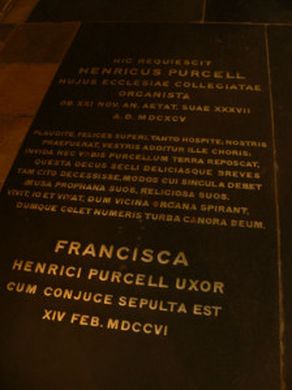 HIC REQUIESCIT
HENRICUS PURCELL
HUJUS ECCLESIAE COLLEGIATAE
ORGANISTA
OB. XXI NOV. AN. AETAT. SUAE XXXVII
A.D. MDCXCV
PLAUDITE, FELICES SUPERI, TANTO HOSPITE; NOSTRIS
PRAEFUERAT, VESTRIS ADDITUR ILLE CHORIS:
INVIDA NEC VOBIS PURCELLUM TERRA REPOSCAT,
QUESTA DECUS SECLI DELICIASQUE BREVES
TAM CITO DECESSISSE, MODOS CUI SINGULA DEBET
MUSA PROPHANA SUOS, RELIGIOSA SUOS.
VIVIT, IO ET VIVAT, DUM VICINA ORGANA SPIRANT,
DUMQUE COLET NUMERIS TURBA CANORA DEUM.
FRANCISCA
HENRICI PURCELL UXOR
CUM CONJUGE SEPULTA EST
XIV FEB. MDCCVI